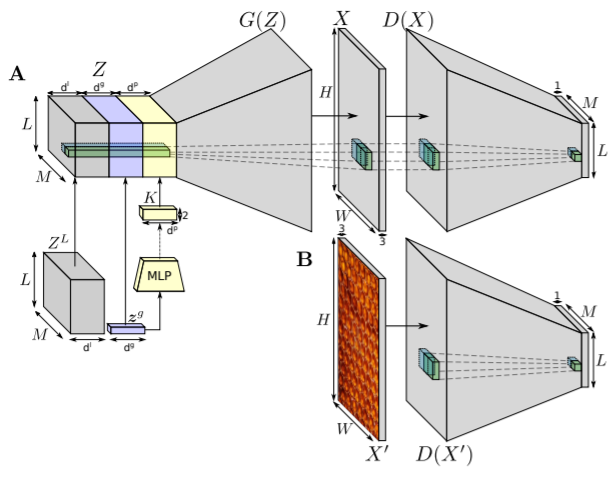 G(Z)
X
D(X)
A
Z
d^l
d^g
d^p
L
M
H
W
3
1
M
L
K
2
d^p
Z^L
L
M
d^l
MLP
z^g
d^g
B
3
H
W
X′
D(X′)
1
M
L